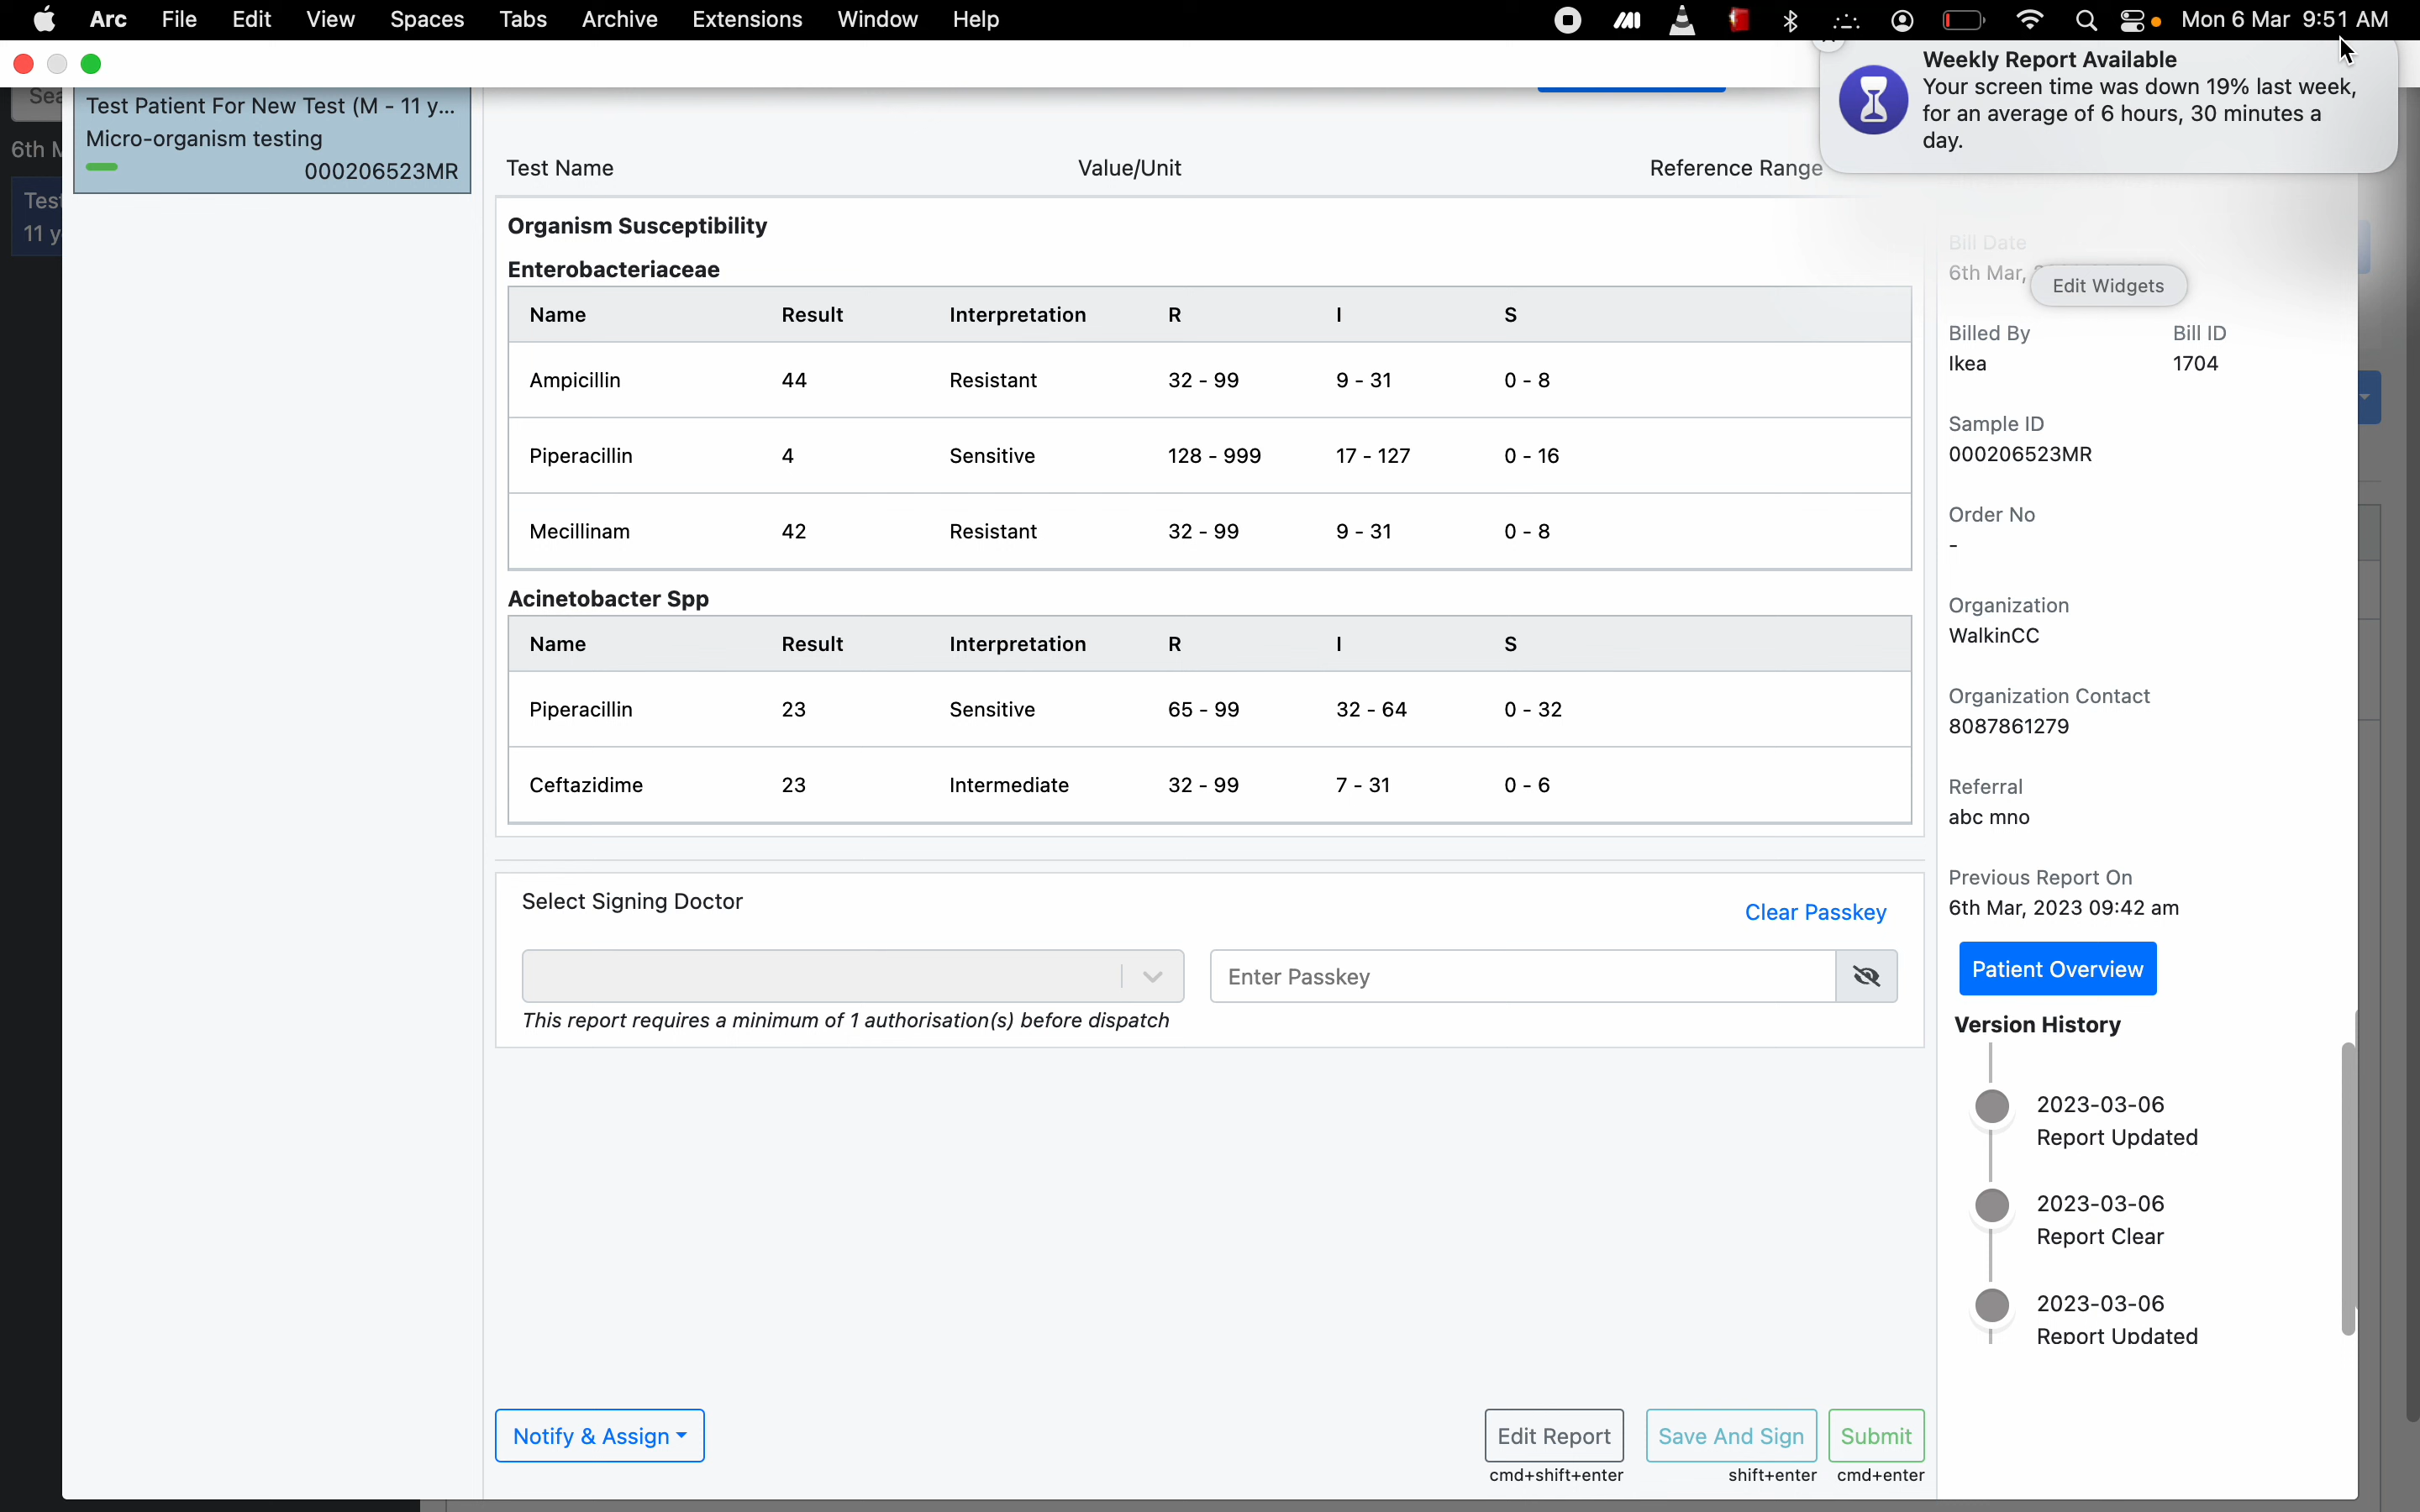 Arc File Edit View Spaces Tabs Archive Extensions Window Help Mon 6 Mar 9:51 AM
Weekly Report Available
Your screen time was down 19% last week,
for an average of 6 hours, 30 minutes a
day.
Edit Widgets
Sea
6th M
Test
11 y
Test Patient For New Test (M - 11 y...
Micro-organism testing
000206523MR
Test Name Value/Unit Reference Range
Organism Susceptibility
Enterobacteriaceae
Name Result Interpretation R I S
Ampicillin 44 Resistant 32 - 99 9 - 31 0 - 8
Piperacillin 4 Sensitive 128 - 999 17 - 127 0 - 16
Mecillinam 42 Resistant 32 - 99 9 - 31 0 - 8
Acinetobacter Spp
Name Result Interpretation R I S
Piperacillin 23 Sensitive 65 - 99 32 - 64 0 - 32
Ceftazidime 23 Intermediate 32 - 99 7 - 31 0 - 6
Select Signing Doctor
Clear Passkey
Enter Passkey
This report requires a minimum of 1 authorisation(s) before dispatch
Notify & Assign
Edit Report Save And Sign Submit
cmd+shift+enter shift+enter cmd+enter
Bill Date
6th Mar,
Billed By Bill ID
Ikea 1704
Sample ID
000206523MR
Order No
-
Organization
WalkinCC
Organization Contact
8087861279
Referral
abc mno
Previous Report On
6th Mar, 2023 09:42 am
Patient Overview
Version History
2023-03-06
Report Updated
2023-03-06
Report Clear
2023-03-06
Report Updated